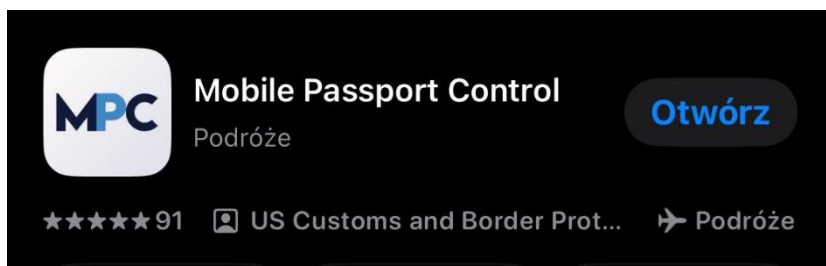 MPC
Mobile Passport Control
Podróże
Otwórz
★★★★★ 91 US Customs and Border Prot... Podróże